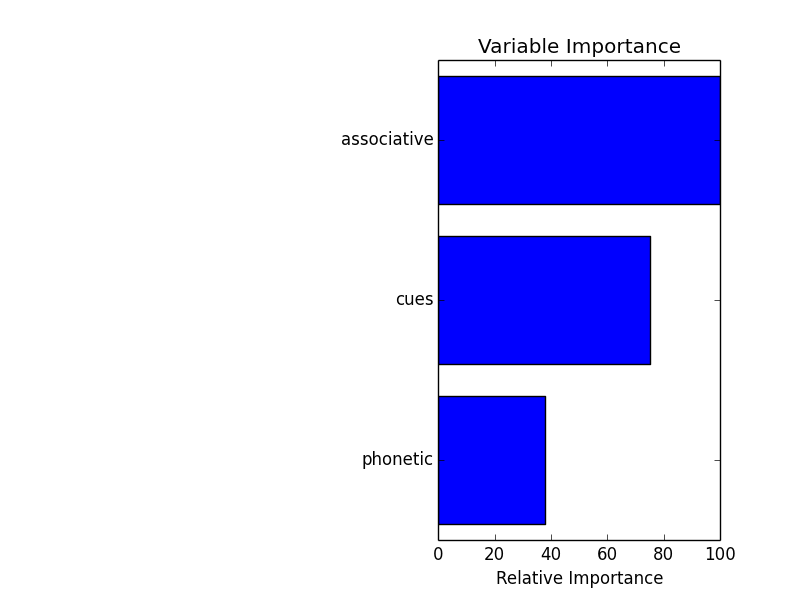 Variable Importance
associative
cues
phonetic
0 20 40 60 80 100
Relative Importance